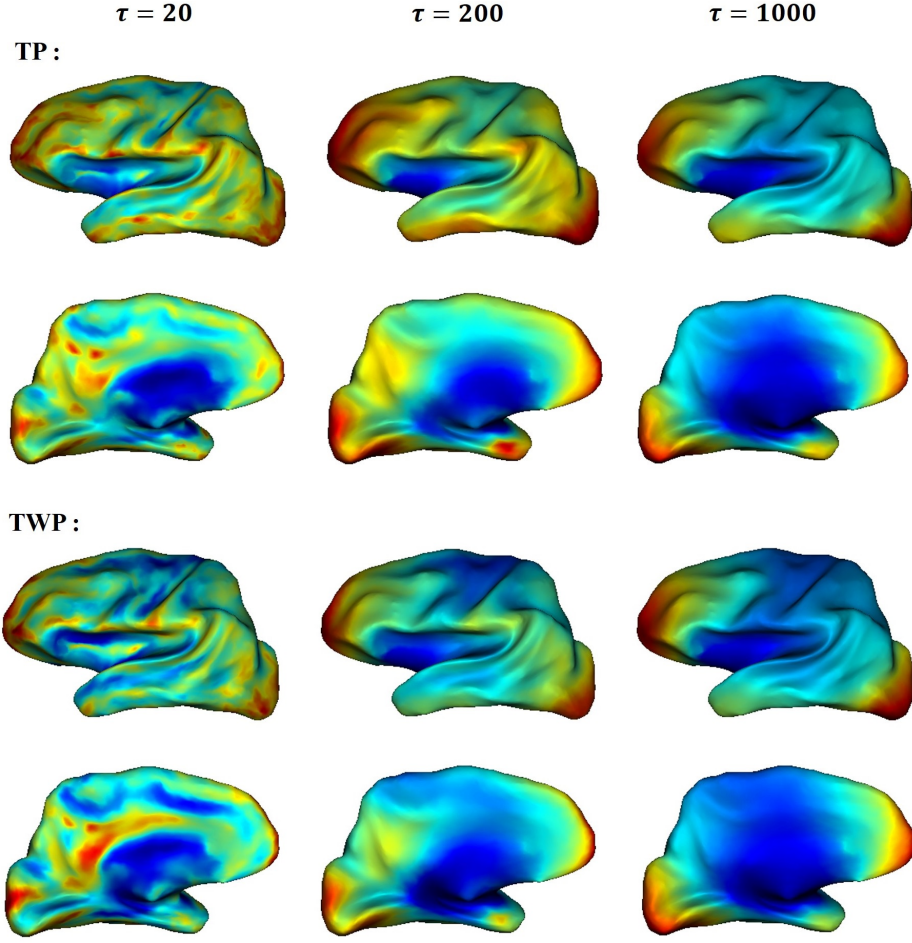 τ = 20 τ = 200 τ = 1000
TP :
TWP :